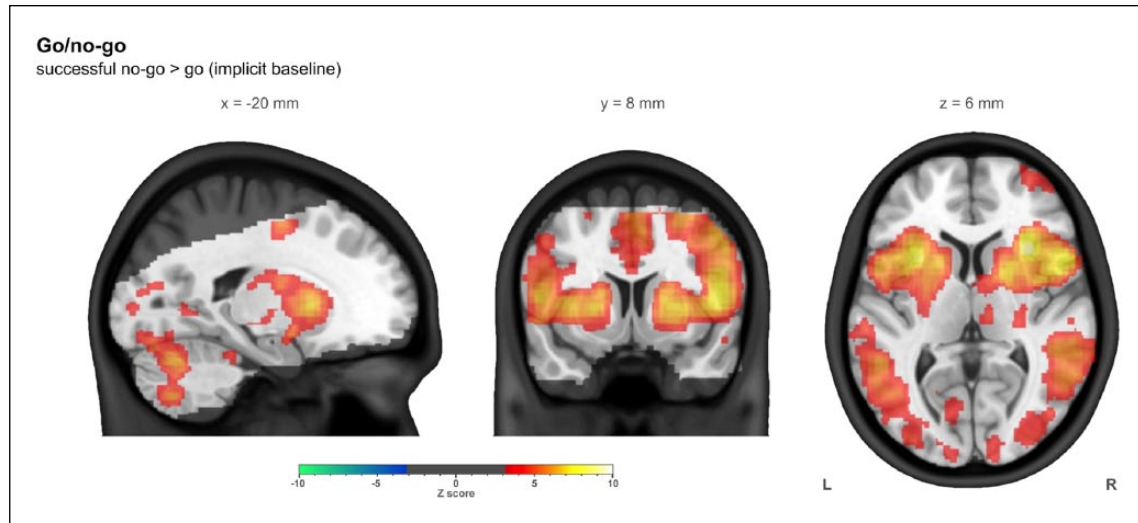 Go/no-go
successful no-go > go (implicit baseline)
x = -20 mm
y = 8 mm
z = 6 mm
-10
-5
0
5
10
Z score
L
R